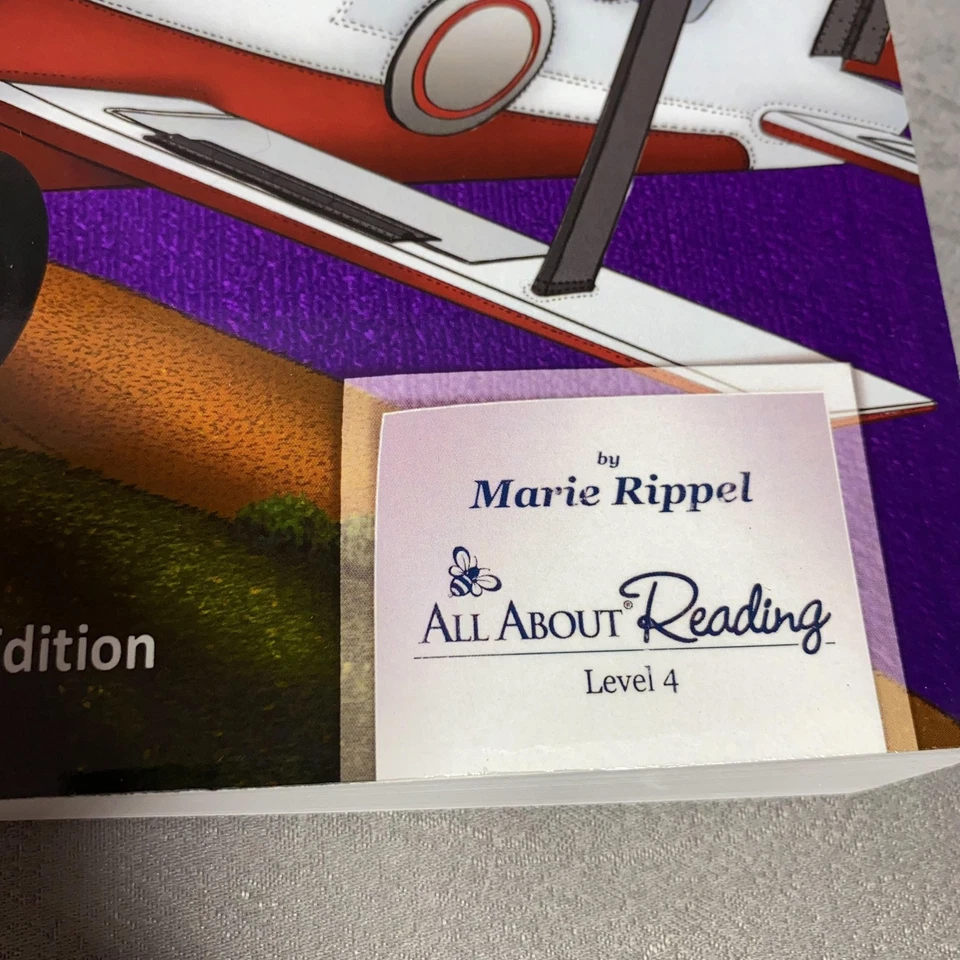 by
Marie Rippel
ALL ABOUT® Reading
Level 4
dition